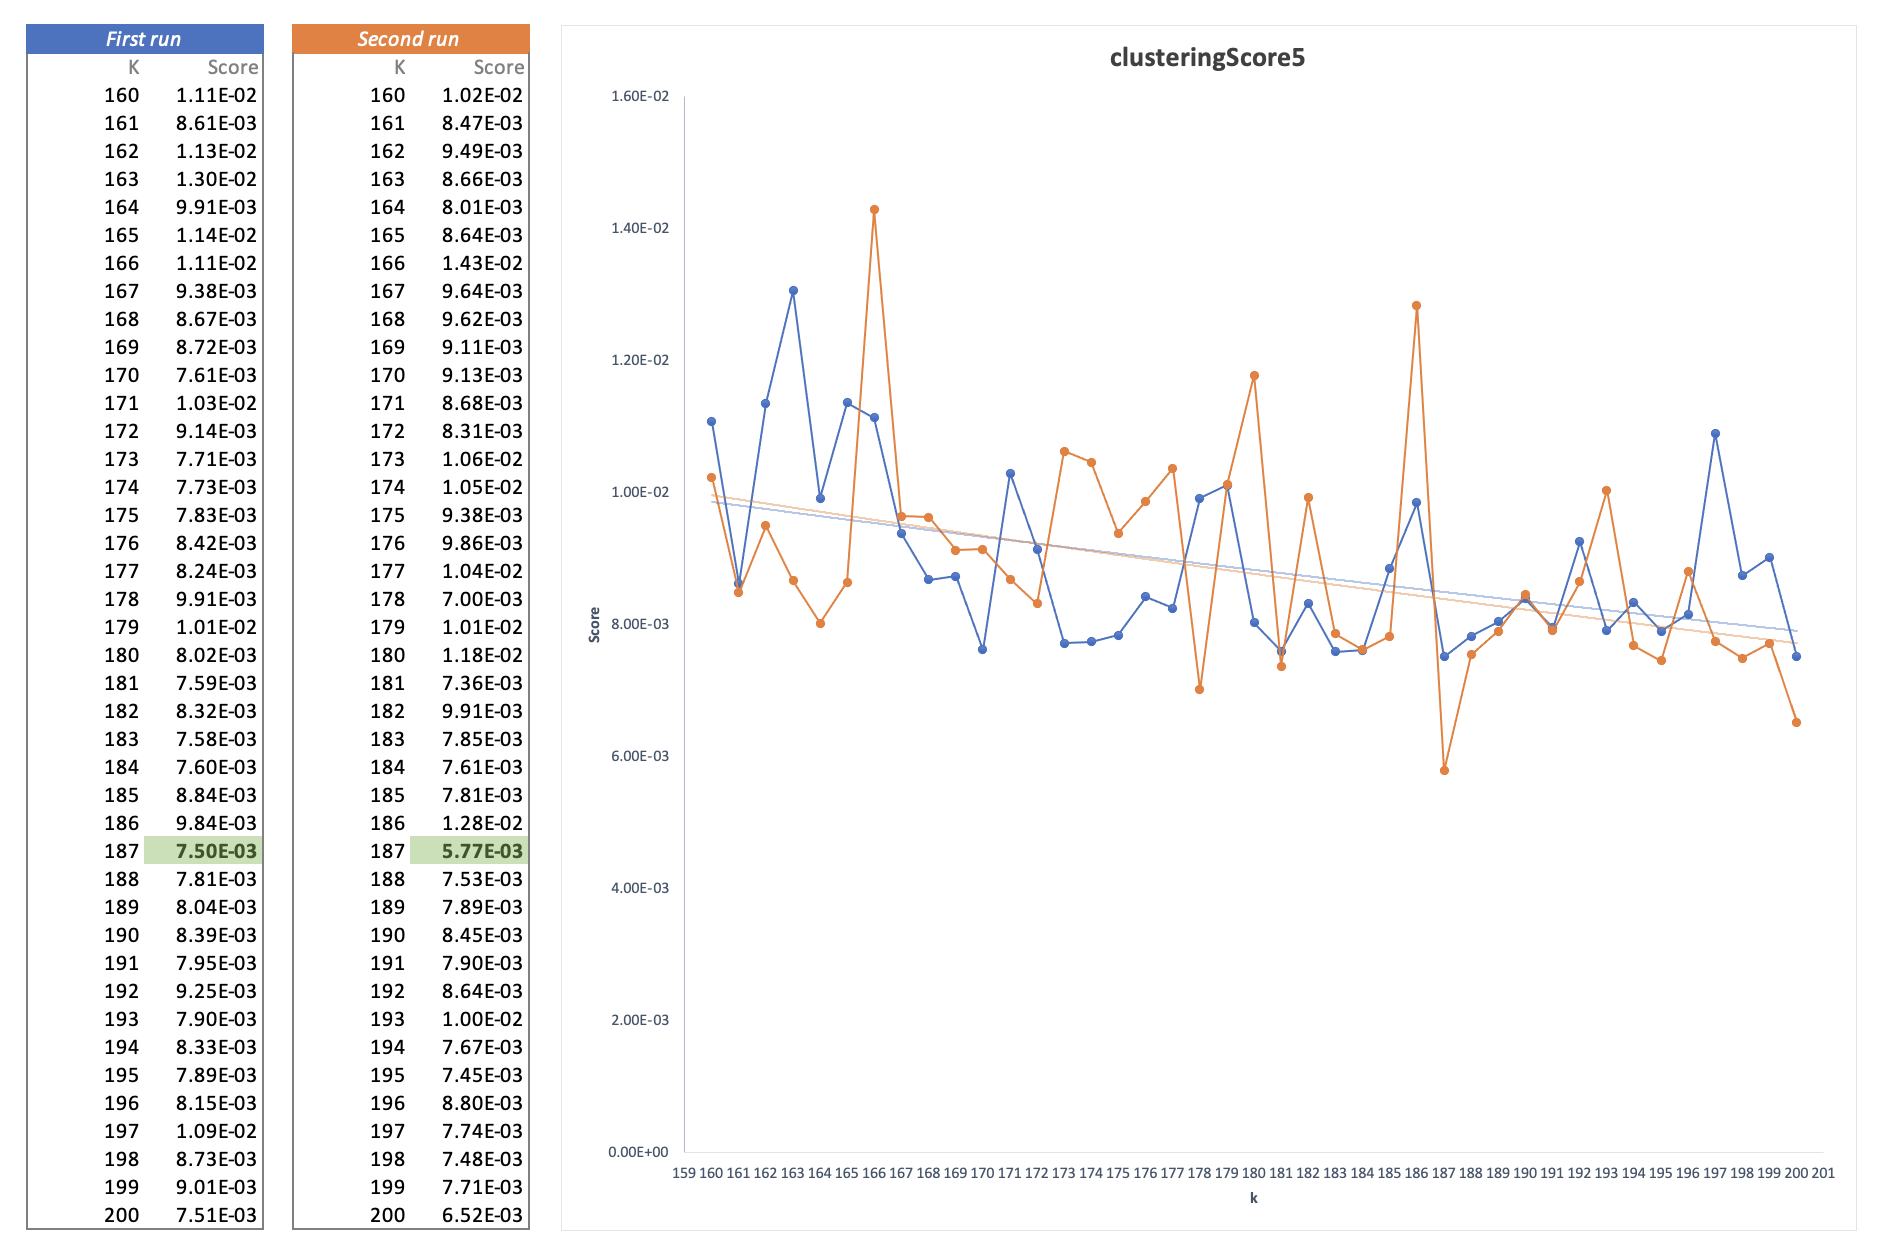 First run Second run
K Score K Score
160 1.11E-02 160 1.02E-02
161 8.61E-03 161 8.47E-03
162 1.13E-02 162 9.49E-03
163 1.30E-02 163 8.66E-03
164 9.91E-03 164 8.01E-03
165 1.14E-02 165 8.64E-03
166 1.11E-02 166 1.43E-02
167 9.38E-03 167 9.64E-03
168 8.67E-03 168 9.62E-03
169 8.72E-03 169 9.11E-03
170 7.61E-03 170 9.13E-03
171 1.03E-02 171 8.68E-03
172 9.14E-03 172 8.31E-03
173 7.71E-03 173 1.06E-02
174 7.73E-03 174 1.05E-02
175 7.83E-03 175 9.38E-03
176 8.42E-03 176 9.86E-03
177 8.24E-03 177 1.04E-02
178 9.91E-03 178 7.00E-03
179 1.01E-02 179 1.01E-02
180 8.02E-03 180 1.18E-02
181 7.59E-03 181 7.36E-03
182 8.32E-03 182 9.91E-03
183 7.58E-03 183 7.85E-03
184 7.60E-03 184 7.61E-03
185 8.84E-03 185 7.81E-03
186 9.84E-03 186 1.28E-02
187 7.50E-03 187 5.77E-03
188 7.81E-03 188 7.53E-03
189 8.04E-03 189 7.89E-03
190 8.39E-03 190 8.45E-03
191 7.95E-03 191 7.90E-03
192 9.25E-03 192 8.64E-03
193 7.90E-03 193 1.00E-02
194 8.33E-03 194 7.67E-03
195 7.89E-03 195 7.45E-03
196 8.15E-03 196 8.80E-03
197 1.09E-02 197 7.74E-03
198 8.73E-03 198 7.48E-03
199 9.01E-03 199 7.71E-03
200 7.51E-03 200 6.52E-03
clusteringScore5
1.60E-02
1.40E-02
1.20E-02
1.00E-02
8.00E-03
6.00E-03
4.00E-03
2.00E-03
0.00E+00
Score
159 160 161 162 163 164 165 166 167 168 169 170 171 172 173 174 175 176 177 178 179 180 181 182 183 184 185 186 187 188 189 190 191 192 193 194 195 196 197 198 199 200 201
k